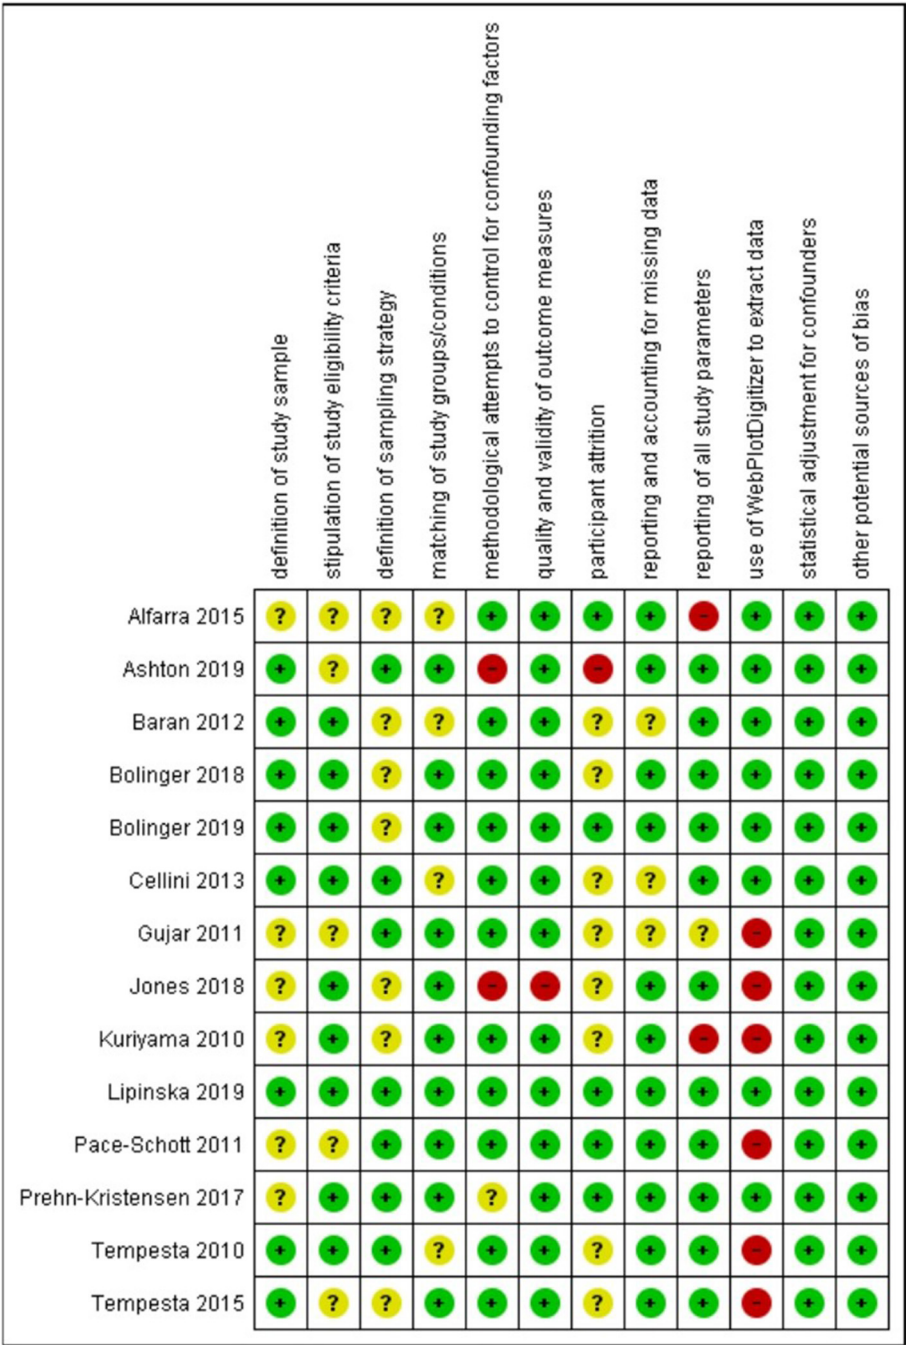 definition of study sample
stipulation of study eligibility criteria
definition of sampling strategy
matching of study groups/conditions
methodological attempts to control for confounding factors
quality and validity of outcome measures
participant attrition
reporting and accounting for missing data
reporting of all study parameters
use of WebPlotDigitizer to extract data
statistical adjustment for confounders
other potential sources of bias
Alfarra 2015 ? ? ? ? + + + + - + + +
Ashton 2019 + ? + + - + - + + + + +
Baran 2012 + + ? ? + + ? ? + + + +
Bolinger 2018 + + ? + + + ? + + + + +
Bolinger 2019 + + ? + + + + + + + + +
Cellini 2013 + + + ? + + ? ? + + + +
Gujar 2011 ? ? + + + + ? ? ? - + +
Jones 2018 ? + ? + - - ? + + - + +
Kuriyama 2010 ? + ? + + + ? + - - + +
Lipinska 2019 + + + + + + + + + + + +
Pace-Schott 2011 ? ? + + + + + + + - + +
Prehn-Kristensen 2017 ? + + + ? + + + + + + +
Tempesta 2010 + + + ? + + ? + + - + +
Tempesta 2015 + ? ? + + + ? + + - + +